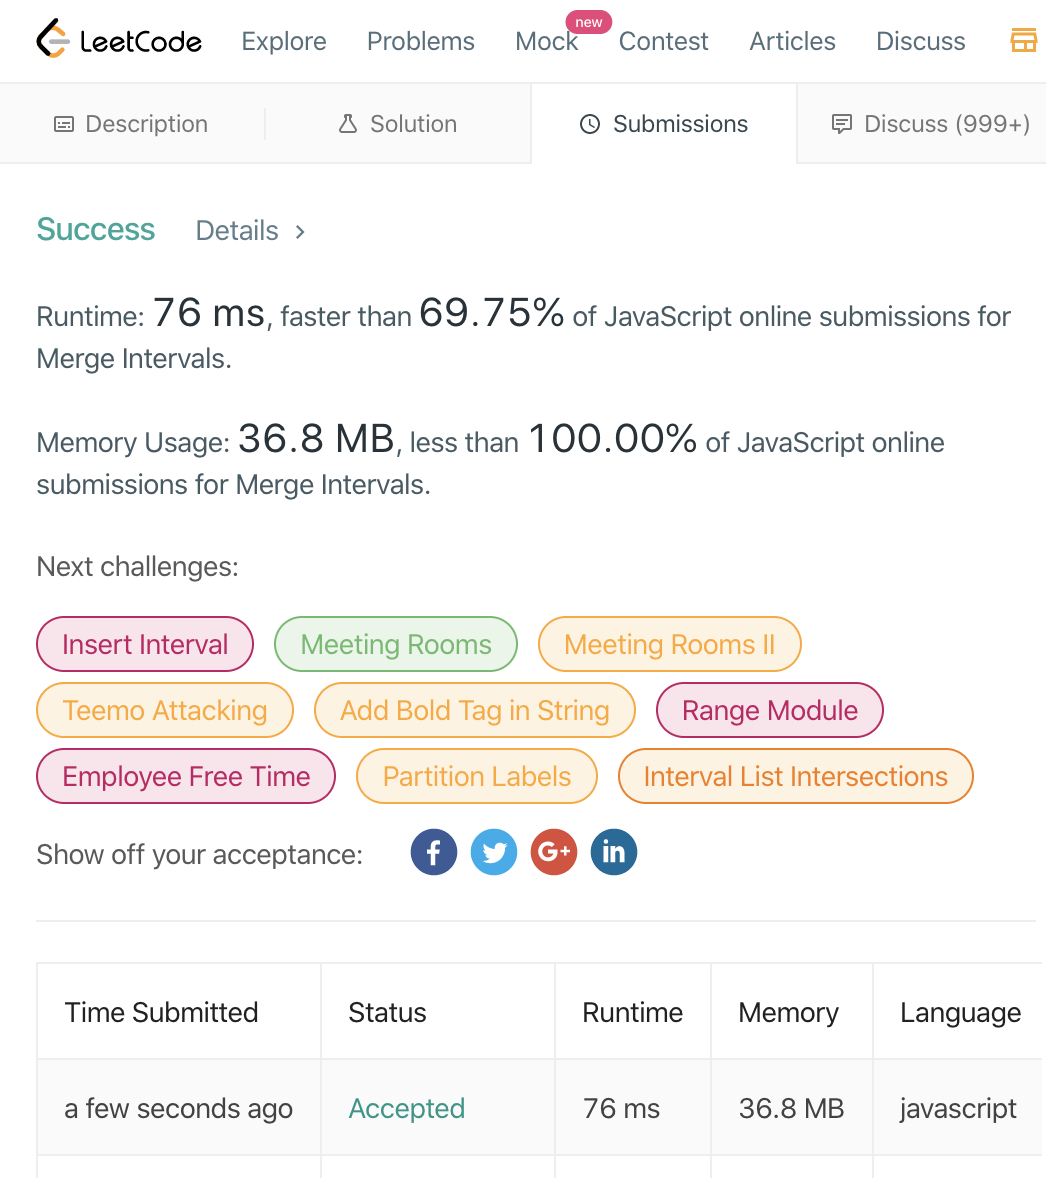 LeetCode Explore Problems Mock new Contest Articles Discuss
Description Solution Submissions Discuss (999+)
Success Details >
Runtime: 76 ms, faster than 69.75% of JavaScript online submissions for
Merge Intervals.
Memory Usage: 36.8 MB, less than 100.00% of JavaScript online
submissions for Merge Intervals.
Next challenges:
Insert Interval Meeting Rooms Meeting Rooms II
Teemo Attacking Add Bold Tag in String Range Module
Employee Free Time Partition Labels Interval List Intersections
Show off your acceptance: f G+ in
Time Submitted Status Runtime Memory Language
a few seconds ago Accepted 76 ms 36.8 MB javascript